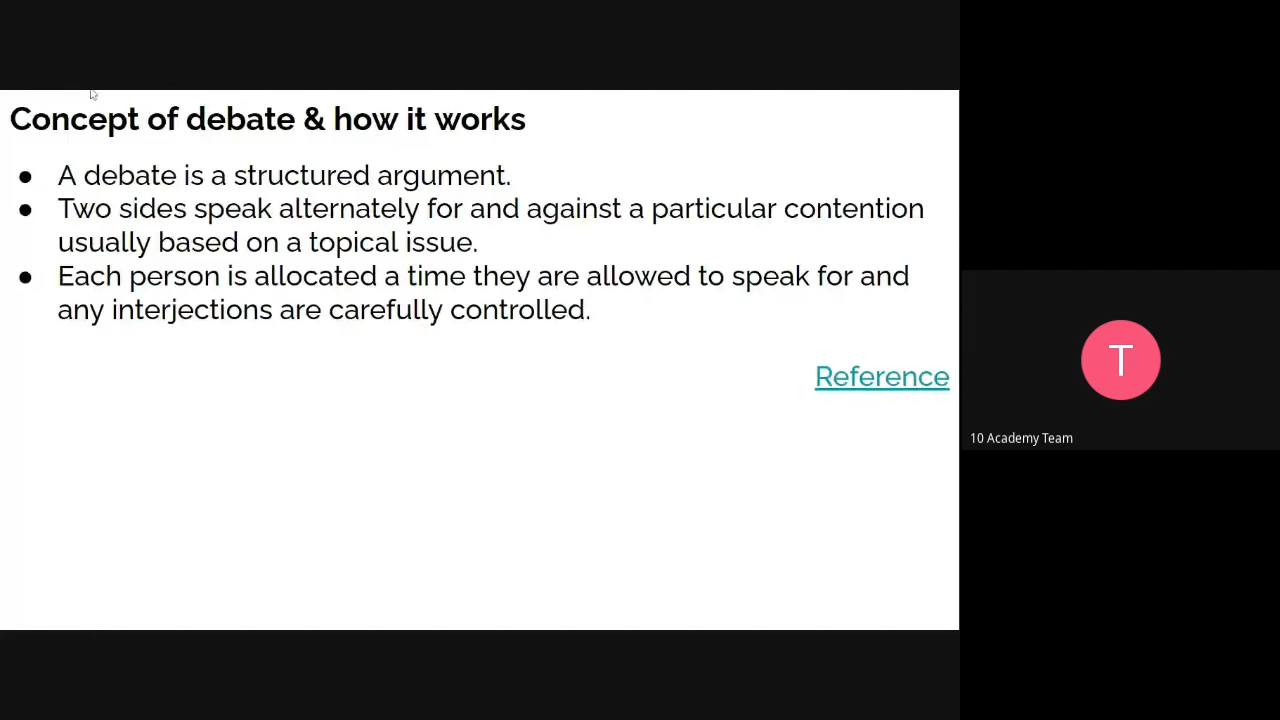 Concept of debate & how it works
● A debate is a structured argument.
● Two sides speak alternately for and against a particular contention
usually based on a topical issue.
● Each person is allocated a time they are allowed to speak for and
any interjections are carefully controlled.
Reference
T
10 Academy Team